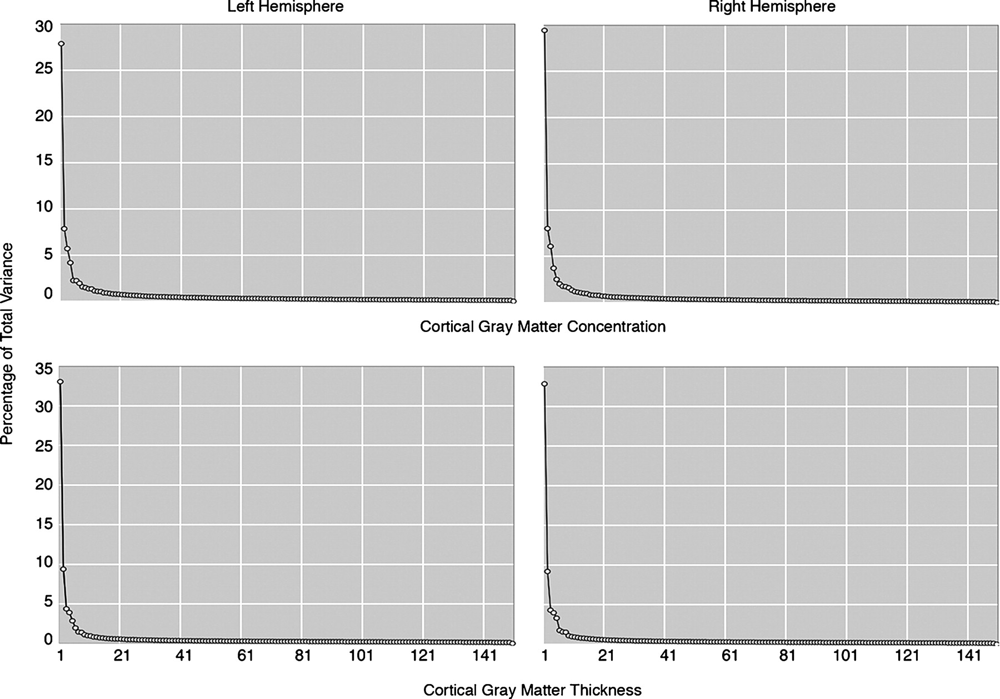 Left Hemisphere
Right Hemisphere
30
25
20
15
10
5
0
Cortical Gray Matter Concentration
Percentage of Total Variance
35
30
25
20
15
10
5
0
1 21 41 61 81 101 121 141
1 21 41 61 81 101 121 141
Cortical Gray Matter Thickness